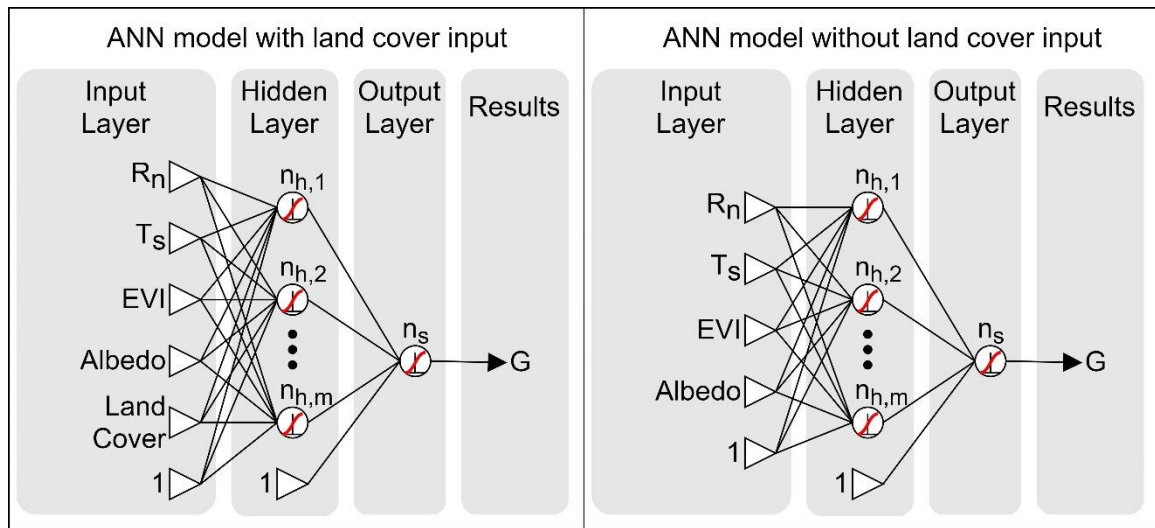 ANN model with land cover input
Input
Layer
Hidden
Layer
Output
Layer
Results
Rn
Ts
EVI
Albedo
Land
Cover
1
nh,1
nh,2
nh,m
1
ns
G
ANN model without land cover input
Input
Layer
Hidden
Layer
Output
Layer
Results
Rn
Ts
EVI
Albedo
1
nh,1
nh,2
nh,m
1
ns
G